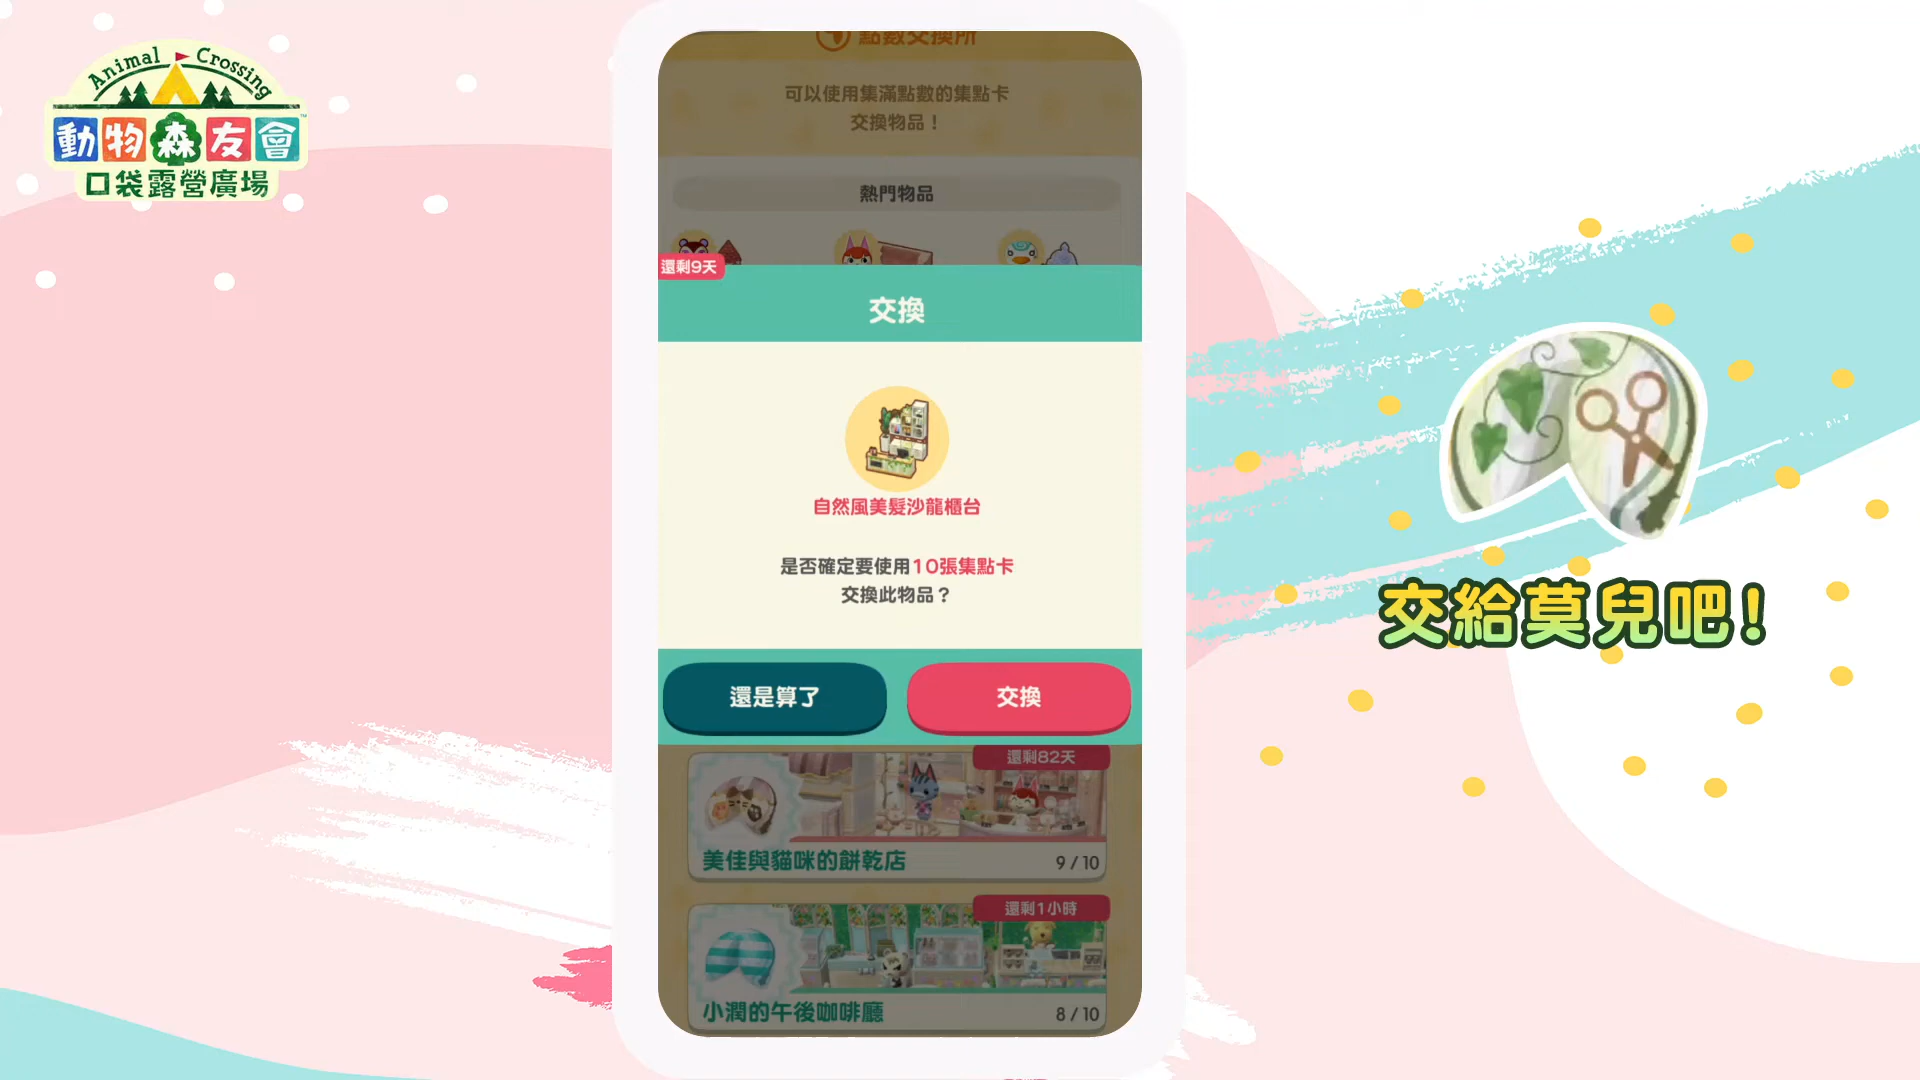 Animal Crossing
動物森友會
口袋露營廣場
點數交換所
可以使用集滿點數的集點卡
交換物品！
熱門物品
還剩9天
交換
自然風美髮沙龍櫃台
是否確定要使用10張集點卡
交換此物品？
還是算了
交換
還剩82天
美佳與貓咪的餅乾店
9/10
還剩1小時
小潤的午後咖啡廳
8/10
交給莫兒吧!